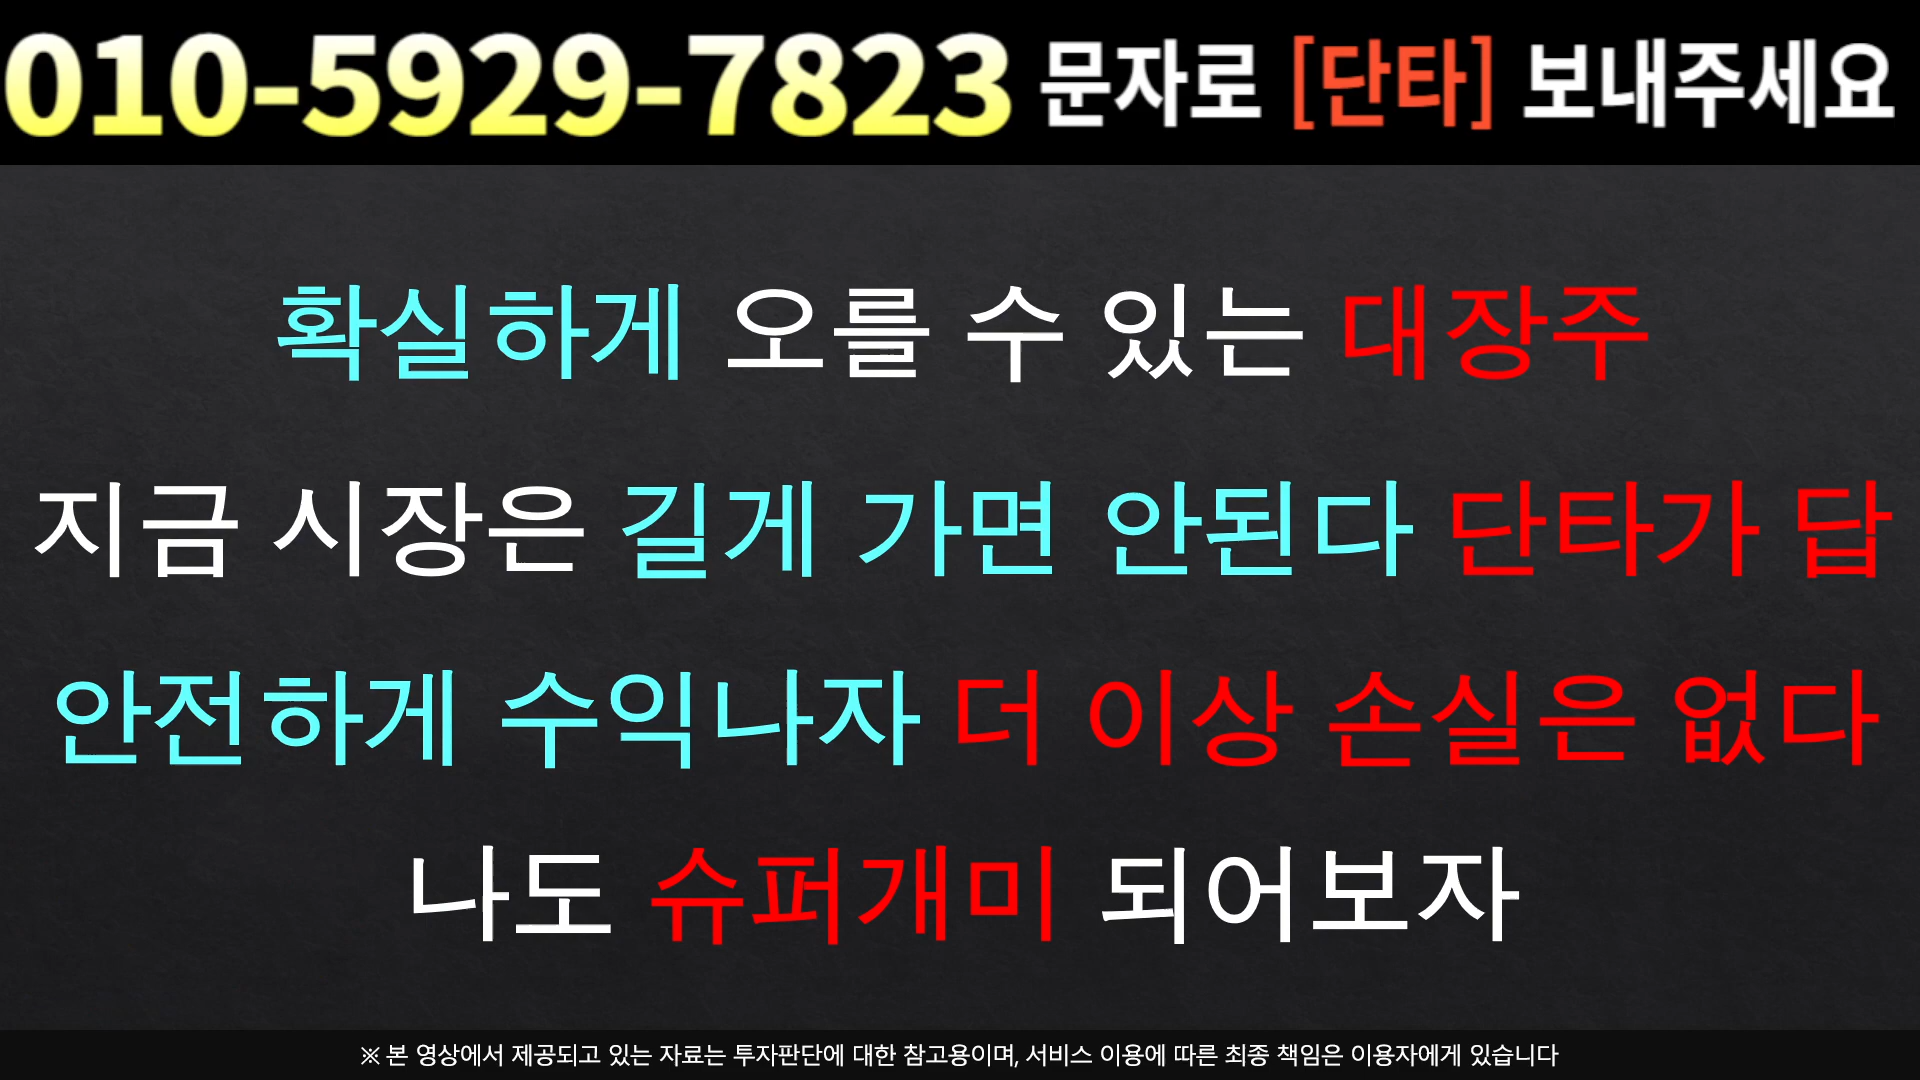 010-5929-7823 문자로 [단타] 보내주세요
확실하게 오를 수 있는 대장주
지금 시장은 길게 가면 안된다 단타가 답
안전하게 수익나자 더 이상 손실은 없다
나도 슈퍼개미 되어보자
※ 본 영상에서 제공되고 있는 자료는 투자판단에 대한 참고용이며, 서비스 이용에 따른 최종 책임은 이용자에게 있습니다